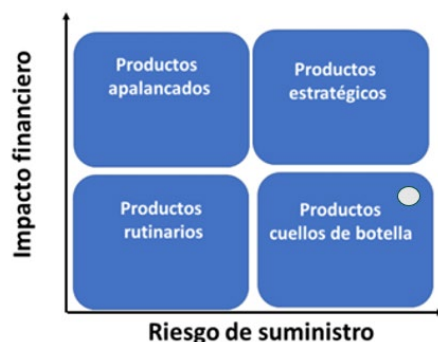 Impacto financiero
Productos
apalancados
Productos
estratégicos
Productos
rutinarios
Productos
cuellos de botella
Riesgo de suministro